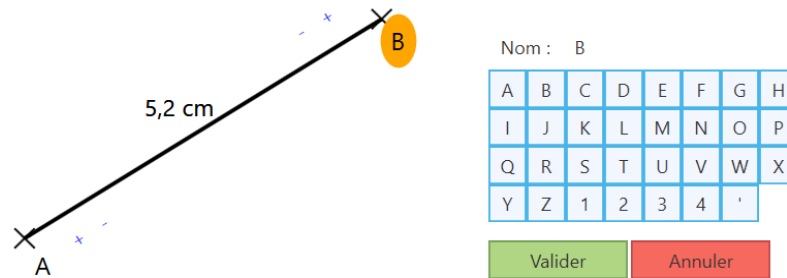 - +
B
5,2 cm
+ -
A
Nom : B
A B C D E F G H
I J K L M N O P
Q R S T U V W X
Y Z 1 2 3 4 '
Valider Annuler